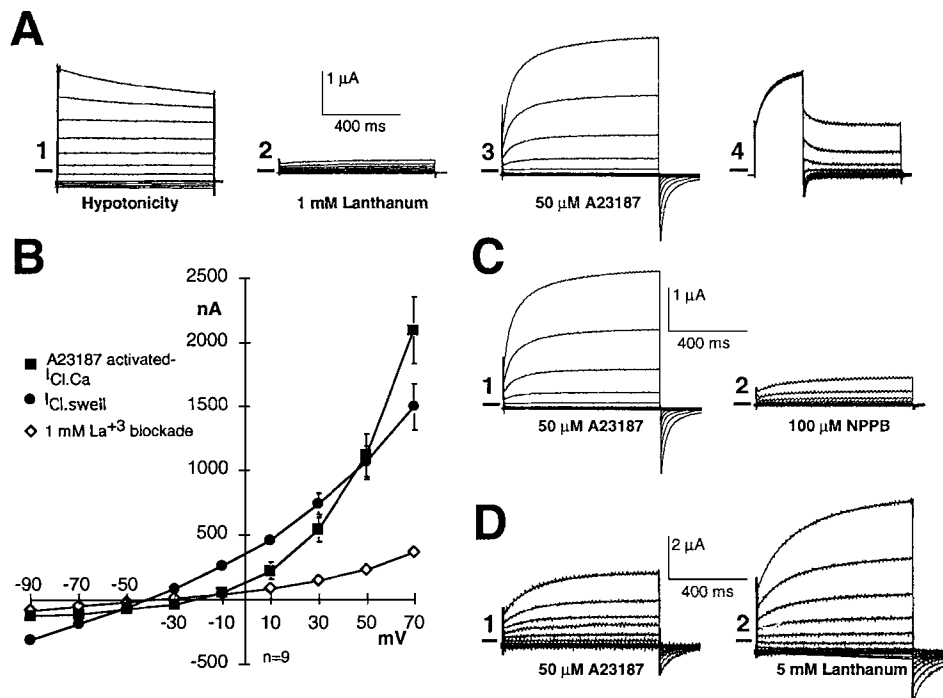 A
1
Hypotonicity
2
1 mM Lanthanum
1 µA
400 ms
3
50 µM A23187
4
B
nA
2500
2000
1500
1000
500
-500
-90
-70
-50
-30
-10
10
30
50
70
mV
n=9
A23187 activated-
ICl.Ca
ICl.swell
1 mM La+3 blockade
C
1
50 µM A23187
1 µA
400 ms
2
100 µM NPPB
D
1
50 µM A23187
2 µA
400 ms
2
5 mM Lanthanum